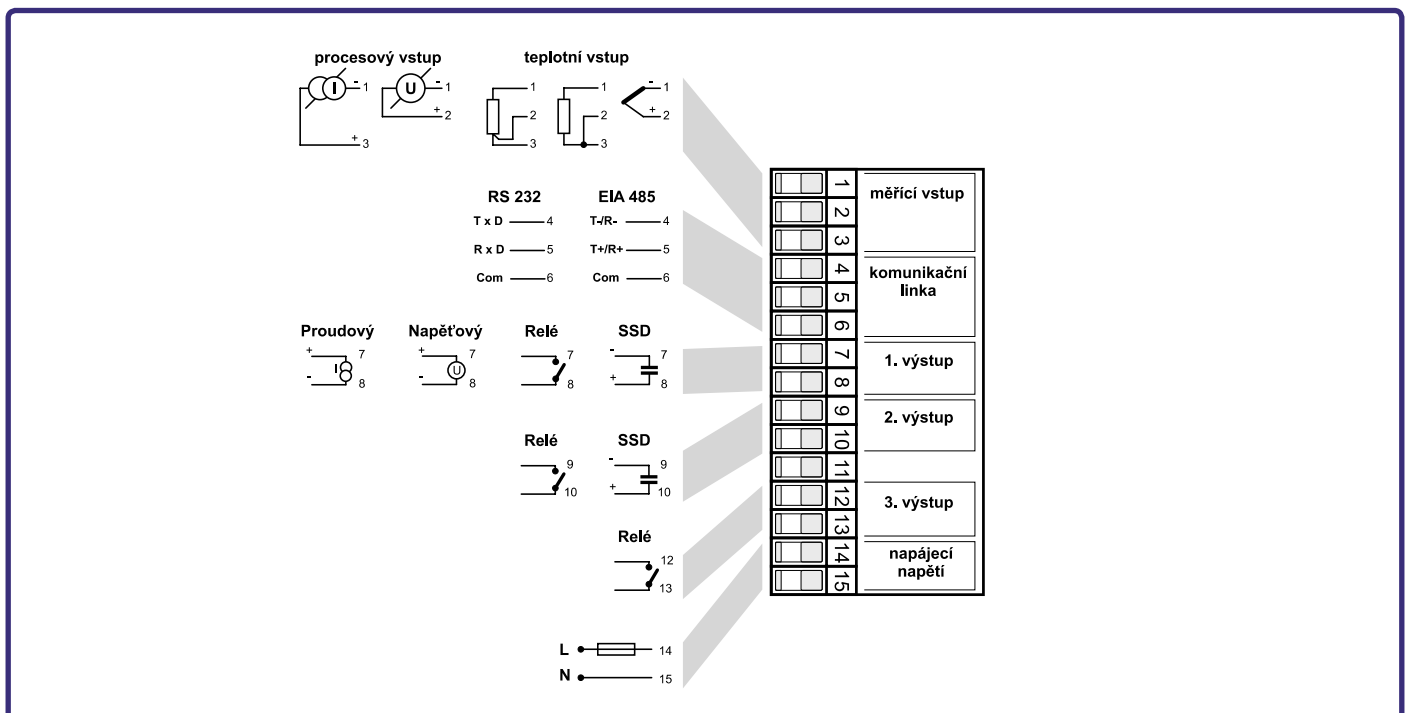 procesový vstup
teplotní vstup
I - 1
+ 3
U - 1
+ 2
1
2
3
1
2
3
- 1
+ 2
RS 232
T x D 4
R x D 5
Com 6
EIA 485
T-/R- 4
T+/R+ 5
Com 6
Proudový
+ 7
I
- 8
Napěťový
+ 7
U
- 8
Relé
7
8
SSD
- 7
+ 8
Relé
9
10
SSD
- 9
+ 10
Relé
12
13
L 14
N 15
1
2
3
4
5
6
7
8
9
10
11
12
13
14
15
měřící vstup
komunikační
linka
1. výstup
2. výstup
3. výstup
napájecí
napětí